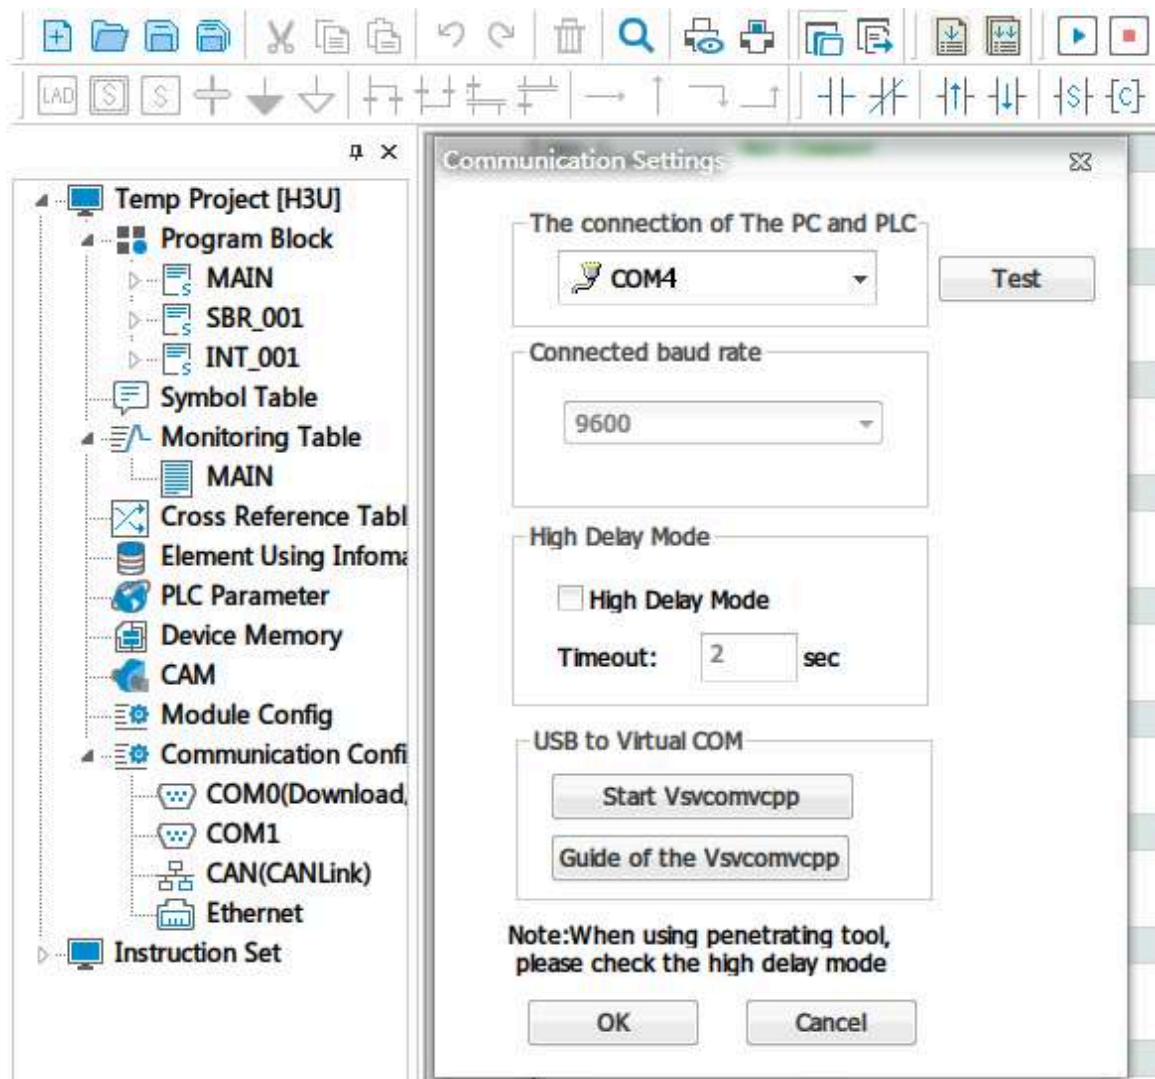 LAD
S
S
S
C
Temp Project [H3U]
Program Block
MAIN
SBR_001
INT_001
Symbol Table
Monitoring Table
MAIN
Cross Reference Tabl
Element Using Infoma
PLC Parameter
Device Memory
CAM
Module Config
Communication Confi
COM0(Download,
COM1
CAN(CANLink)
Ethernet
Instruction Set
Communication Settings
The connection of The PC and PLC
COM4
Test
Connected baud rate
9600
High Delay Mode
High Delay Mode
Timeout: 2 sec
USB to Virtual COM
Start Vsvcomvcpp
Guide of the Vsvcomvcpp
Note:When using penetrating tool,
please check the high delay mode
OK Cancel